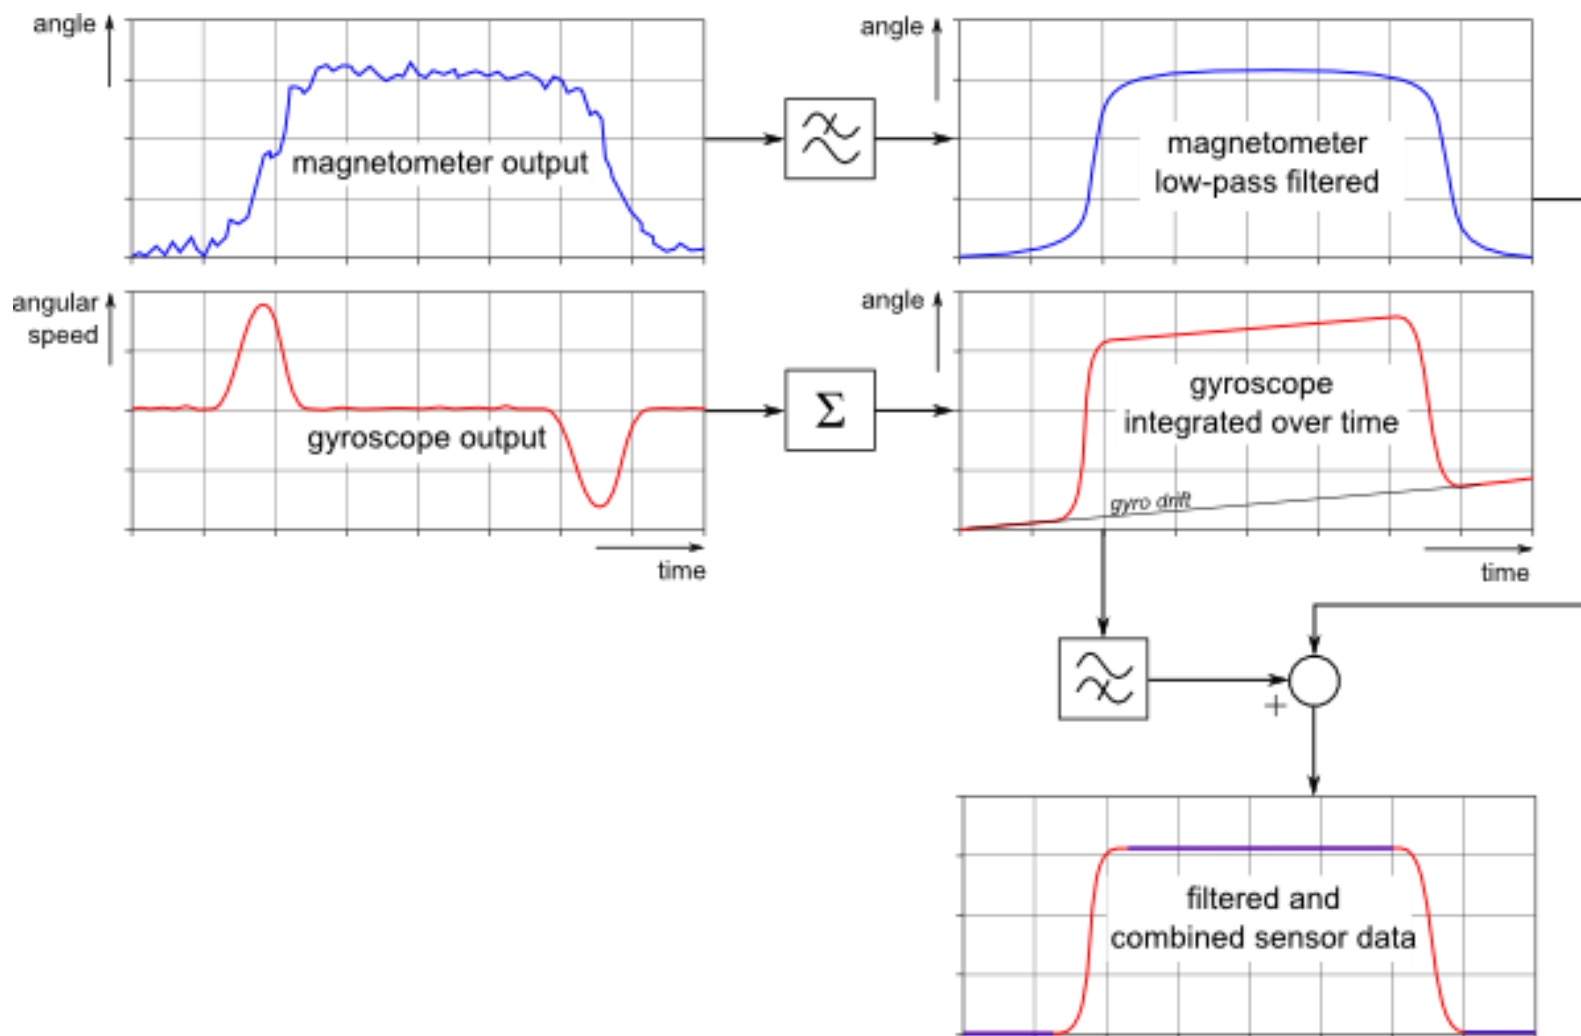 angle
magnetometer output
angle
magnetometer
low-pass filtered
angular
speed
gyroscope output
time
Σ
angle
gyroscope
integrated over time
gyro drift
time
+
filtered and
combined sensor data